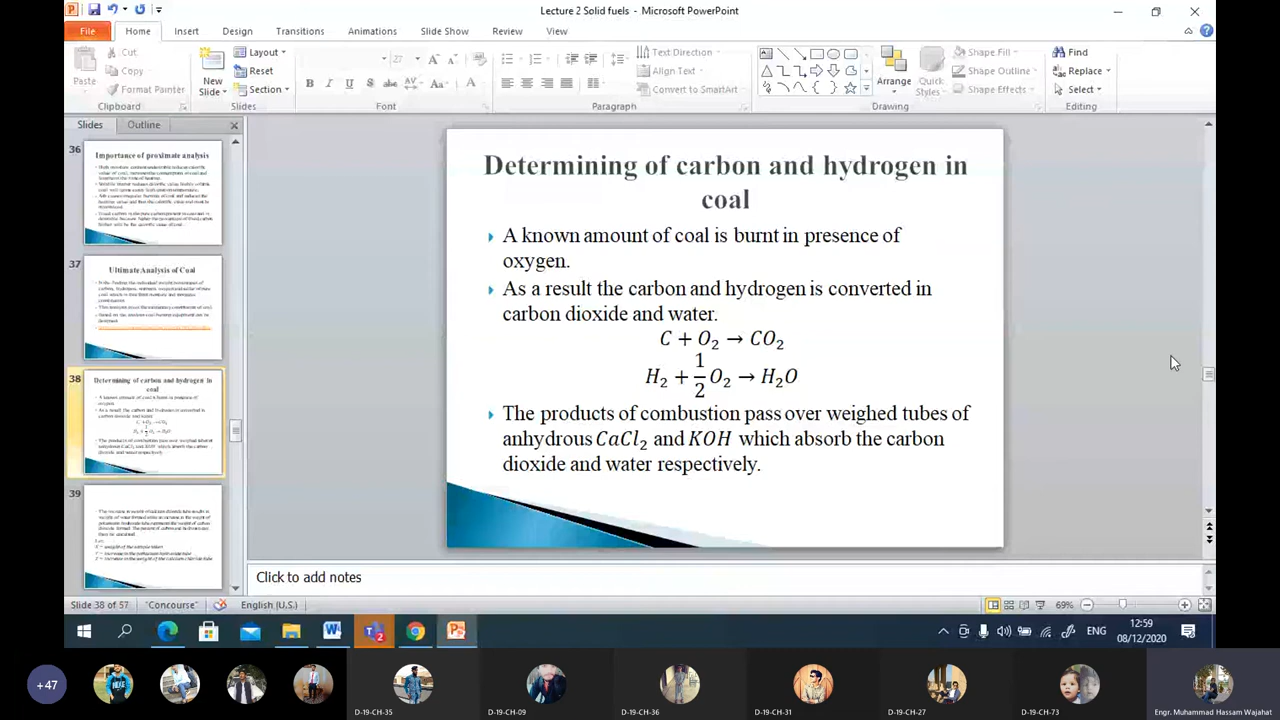 Lecture 2 Solid fuels - Microsoft PowerPoint
File Home Insert Design Transitions Animations Slide Show Review View
Paste
Cut
Copy
Format Painter
Clipboard
New Slide
Layout
Reset
Section
Slides
Font
Text Direction
Align Text
Convert to SmartArt
Paragraph
Arrange
Quick Styles
Shape Fill
Shape Outline
Shape Effects
Drawing
Find
Replace
Select
Editing
Slides Outline
36
Importance of proximate analysis
37
Ultimate Analysis of Coal
38
Determining of carbon and hydrogen in
coal
39
Determining of carbon and hydrogen in
coal
A known amount of coal is burnt in presence of
oxygen.
As a result the carbon and hydrogen converted in
carbon dioxide and water.
C + O₂ → CO₂
H₂ + 1/2 O₂ → H₂O
The products of combustion pass over weighed tubes of
anhydrous CaCl₂ and KOH which absorb the carbon
dioxide and water respectively.
Click to add notes
Slide 38 of 57 "Concourse" English (U.S.) 69%
ENG
12:59
08/12/2020
+47
D-19-CH-35
D-19-CH-09
D-19-CH-36
D-19-CH-31
D-19-CH-27
D-19-CH-73
Engr. Muhammad Hassam Wajahat